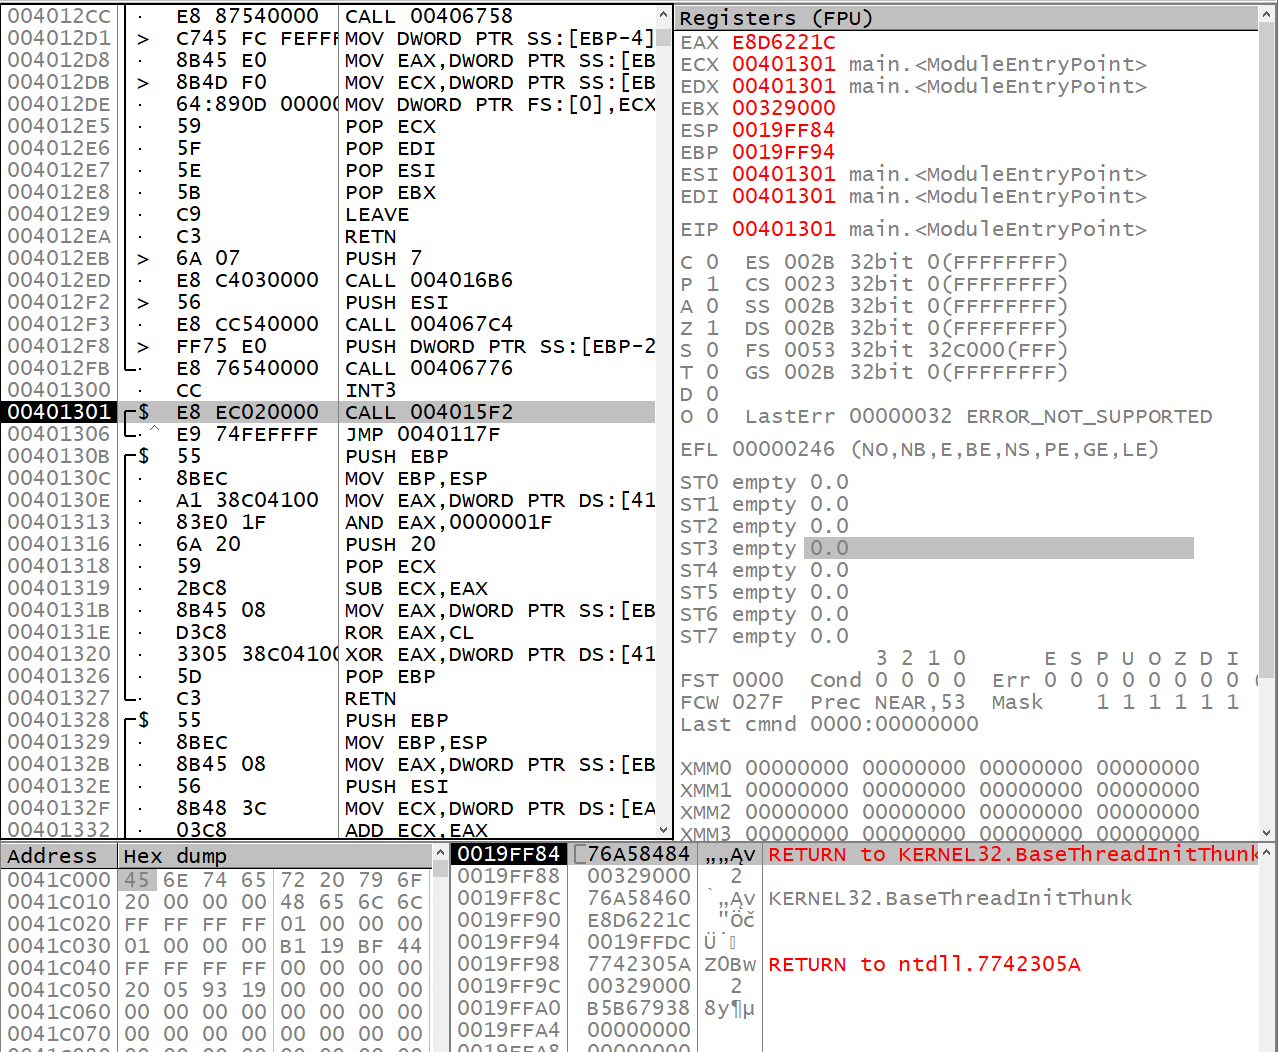 004012CC · E8 87540000 CALL 00406758
004012D1 > C745 FC FEFFF MOV DWORD PTR SS:[EBP-4]
004012D8 · 8B45 E0 MOV EAX,DWORD PTR SS:[EB
004012DB > 8B4D F0 MOV ECX,DWORD PTR SS:[EB
004012DE · 64:890D 00000 MOV DWORD PTR FS:[0],ECX
004012E5 · 59 POP ECX
004012E6 · 5F POP EDI
004012E7 · 5E POP ESI
004012E8 · 5B POP EBX
004012E9 · C9 LEAVE
004012EA · C3 RETN
004012EB > 6A 07 PUSH 7
004012ED · E8 C4030000 CALL 004016B6
004012F2 > 56 PUSH ESI
004012F3 · E8 CC540000 CALL 004067C4
004012F8 > FF75 E0 PUSH DWORD PTR SS:[EBP-2
004012FB · E8 76540000 CALL 00406776
00401300 · CC INT3
00401301 $ E8 EC020000 CALL 004015F2
00401306 · ^ E9 74FEFFFF JMP 0040117F
0040130B $ 55 PUSH EBP
0040130C · 8BEC MOV EBP,ESP
0040130E · A1 38C04100 MOV EAX,DWORD PTR DS:[41
00401313 · 83E0 1F AND EAX,0000001F
00401316 · 6A 20 PUSH 20
00401318 · 59 POP ECX
00401319 · 2BC8 SUB ECX,EAX
0040131B · 8B45 08 MOV EAX,DWORD PTR SS:[EB
0040131E · D3C8 ROR EAX,CL
00401320 · 3305 38C04100 XOR EAX,DWORD PTR DS:[41
00401326 · 5D POP EBP
00401327 · C3 RETN
00401328 $ 55 PUSH EBP
00401329 · 8BEC MOV EBP,ESP
0040132B · 8B45 08 MOV EAX,DWORD PTR SS:[EB
0040132E · 56 PUSH ESI
0040132F · 8B48 3C MOV ECX,DWORD PTR DS:[EA
00401332 · 03C8 ADD ECX,EAX
Registers (FPU)
EAX E8D6221C
ECX 00401301 main.<ModuleEntryPoint>
EDX 00401301 main.<ModuleEntryPoint>
EBX 00329000
ESP 0019FF84
EBP 0019FF94
ESI 00401301 main.<ModuleEntryPoint>
EDI 00401301 main.<ModuleEntryPoint>
EIP 00401301 main.<ModuleEntryPoint>
C 0 ES 002B 32bit 0(FFFFFFFF)
P 1 CS 0023 32bit 0(FFFFFFFF)
A 0 SS 002B 32bit 0(FFFFFFFF)
Z 1 DS 002B 32bit 0(FFFFFFFF)
S 0 FS 0053 32bit 32C000(FFF)
T 0 GS 002B 32bit 0(FFFFFFFF)
D 0
O 0 LastErr 00000032 ERROR_NOT_SUPPORTED
EFL 00000246 (NO,NB,E,BE,NS,PE,GE,LE)
ST0 empty 0.0
ST1 empty 0.0
ST2 empty 0.0
ST3 empty 0.0
ST4 empty 0.0
ST5 empty 0.0
ST6 empty 0.0
ST7 empty 0.0
3 2 1 0 E S P U O Z D I
FST 0000 Cond 0 0 0 0 Err 0 0 0 0 0 0 0 0
FCW 027F Prec NEAR,53 Mask 1 1 1 1 1 1
Last cmnd 0000:00000000
XMM0 00000000 00000000 00000000 00000000
XMM1 00000000 00000000 00000000 00000000
XMM2 00000000 00000000 00000000 00000000
XMM3 00000000 00000000 00000000 00000000
Address Hex dump
0041C000 45 6E 74 65 72 20 79 6F
0041C010 20 00 00 00 48 65 6C 6C
0041C020 FF FF FF FF 01 00 00 00
0041C030 01 00 00 00 B1 19 BF 44
0041C040 FF FF FF FF 00 00 00 00
0041C050 20 05 93 19 00 00 00 00
0041C060 00 00 00 00 00 00 00 00
0041C070 00 00 00 00 00 00 00 00
0041C080 00 00 00 00 00 00 00 00
0019FF84 76A58484 „„Ąv RETURN to KERNEL32.BaseThreadInitThunk
0019FF88 00329000 2
0019FF8C 76A58460 `„Ąv KERNEL32.BaseThreadInitThunk
0019FF90 E8D6221C "Öč
0019FF94 0019FFDC Ü˙
0019FF98 7742305A Z0Bw RETURN to ntdll.7742305A
0019FF9C 00329000 2
0019FFA0 B5B67938 8y¶µ
0019FFA4 00000000
0019FFA8 00000000